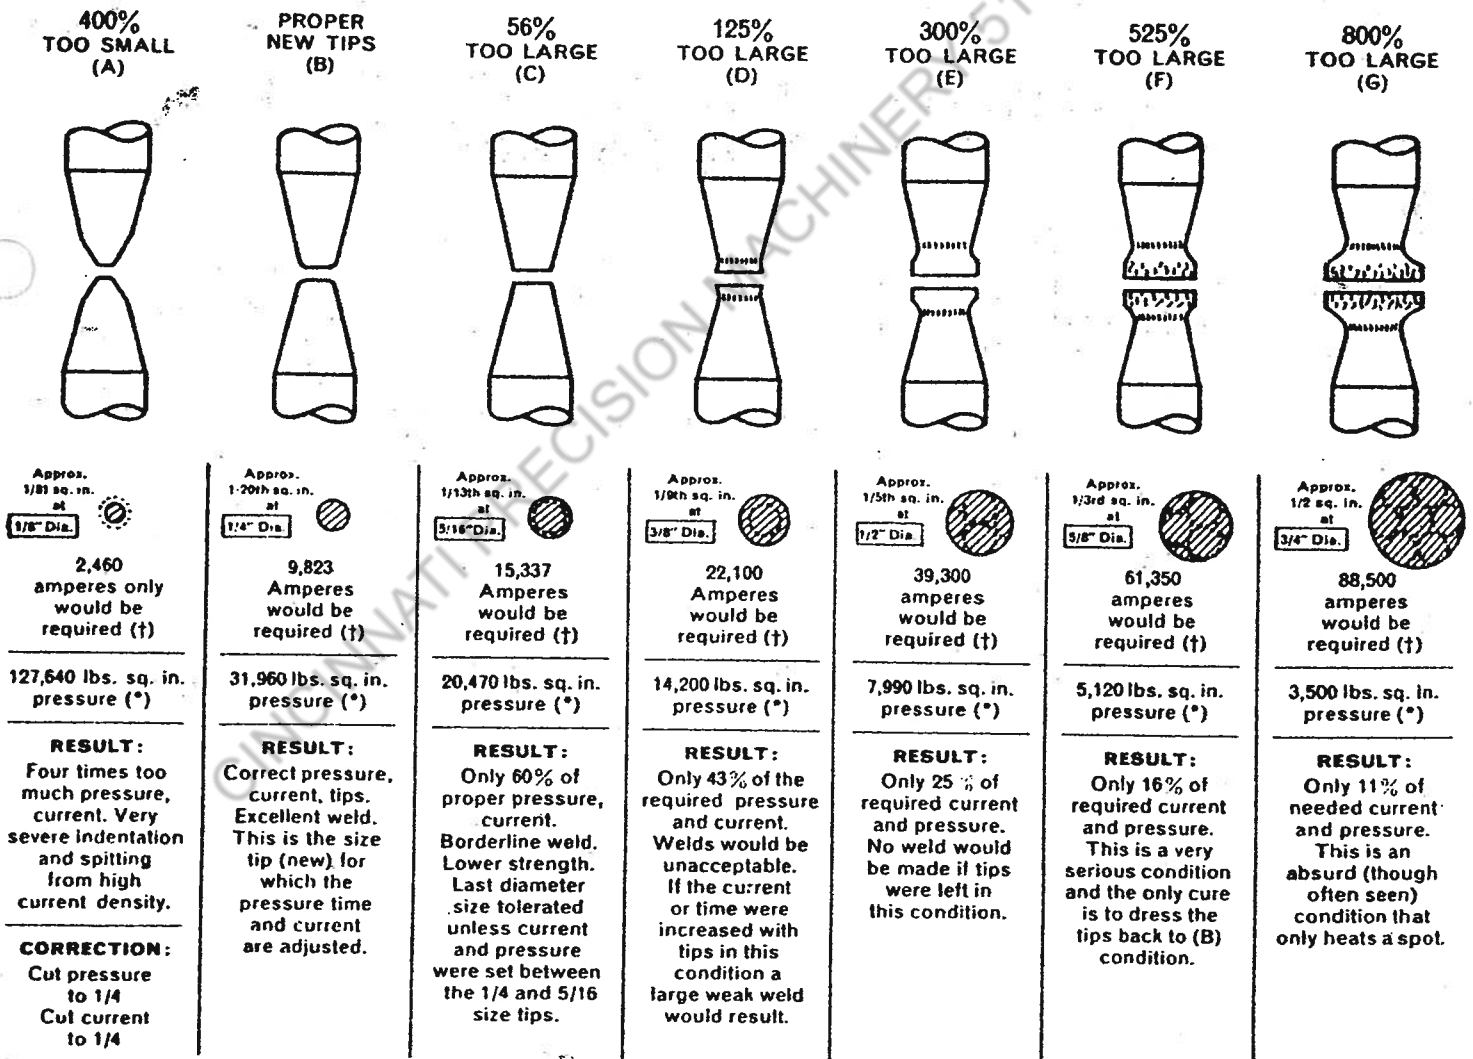 400%
TOO SMALL
(A)
PROPER
NEW TIPS
(B)
56%
TOO LARGE
(C)
125%
TOO LARGE
(D)
300%
TOO LARGE
(E)
525%
TOO LARGE
(F)
800%
TOO LARGE
(G)
CINCINNATI PRECISION MACHINERY 51
Approx.
1/81 sq. in.
at
1/8" Dia.
2,460
amperes only
would be
required (†)
127,640 lbs. sq. in.
pressure (*)
RESULT:
Four times too
much pressure,
current. Very
severe indentation
and spitting
from high
current density.
CORRECTION:
Cut pressure
to 1/4
Cut current
to 1/4
Approx.
1-20th sq. in.
at
1/4" Dia.
9,823
Amperes
would be
required (†)
31,960 lbs. sq. in.
pressure (*)
RESULT:
Correct pressure,
current, tips.
Excellent weld.
This is the size
tip (new) for
which the
pressure time
and current
are adjusted.
Approx.
1/13th sq. in.
at
5/16" Dia.
15,337
Amperes
would be
required (†)
20,470 lbs. sq. in.
pressure (*)
RESULT:
Only 60% of
proper pressure,
current.
Borderline weld.
Lower strength.
Last diameter
size tolerated
unless current
and pressure
were set between
the 1/4 and 5/16
size tips.
Approx.
1/9th sq. in.
at
3/8" Dia.
22,100
Amperes
would be
required (†)
14,200 lbs. sq. in.
pressure (*)
RESULT:
Only 43% of the
required pressure
and current.
Welds would be
unacceptable.
If the current
or time were
increased with
tips in this
condition a
large weak weld
would result.
Approx.
1/5th sq. in.
at
1/2" Dia.
39,300
amperes
would be
required (†)
7,990 lbs. sq. in.
pressure (*)
RESULT:
Only 25 % of
required current
and pressure.
No weld would
be made if tips
were left in
this condition.
Approx.
1/3rd sq. in.
at
5/8" Dia.
61,350
amperes
would be
required (†)
5,120 lbs. sq. in.
pressure (*)
RESULT:
Only 16% of
required current
and pressure.
This is a very
serious condition
and the only cure
is to dress the
tips back to (B)
condition.
Approx.
1/2 sq. in.
at
3/4" Dia.
88,500
amperes
would be
required (†)
3,500 lbs. sq. in.
pressure (*)
RESULT:
Only 11% of
needed current
and pressure.
This is an
absurd (though
often seen)
condition that
only heats a spot.